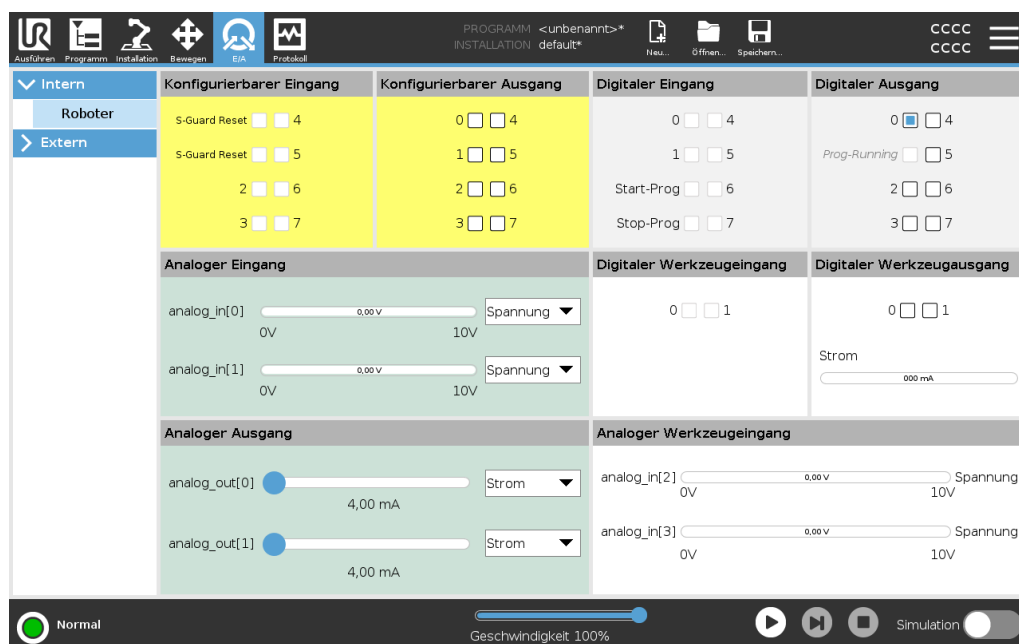 UR
PROGRAMM <unbenannt>*
INSTALLATION default*
Ausführen Programm Installation Bewegen E/A Protokoll
Neu... Öffnen... Speichern...
CCCC
CCCC
Intern
Roboter
Extern
Konfigurierbarer Eingang
S-Guard Reset 4
S-Guard Reset 5
2 6
3 7
Konfigurierbarer Ausgang
0 4
1 5
2 6
3 7
Digitaler Eingang
0 4
1 5
Start-Prog 6
Stop-Prog 7
Digitaler Ausgang
0 4
Prog-Running 5
2 6
3 7
Analoger Eingang
analog_in[0] 0,00 V Spannung
0V 10V
analog_in[1] 0,00 V Spannung
0V 10V
Digitaler Werkzeugeingang
0 1
Digitaler Werkzeugausgang
0 1
Strom
000 mA
Analoger Ausgang
analog_out[0] Strom
4,00 mA
analog_out[1] Strom
4,00 mA
Analoger Werkzeugeingang
analog_in[2] 0,00 V Spannung
0V 10V
analog_in[3] 0,00 V Spannung
0V 10V
Normal
Geschwindigkeit 100%
Simulation